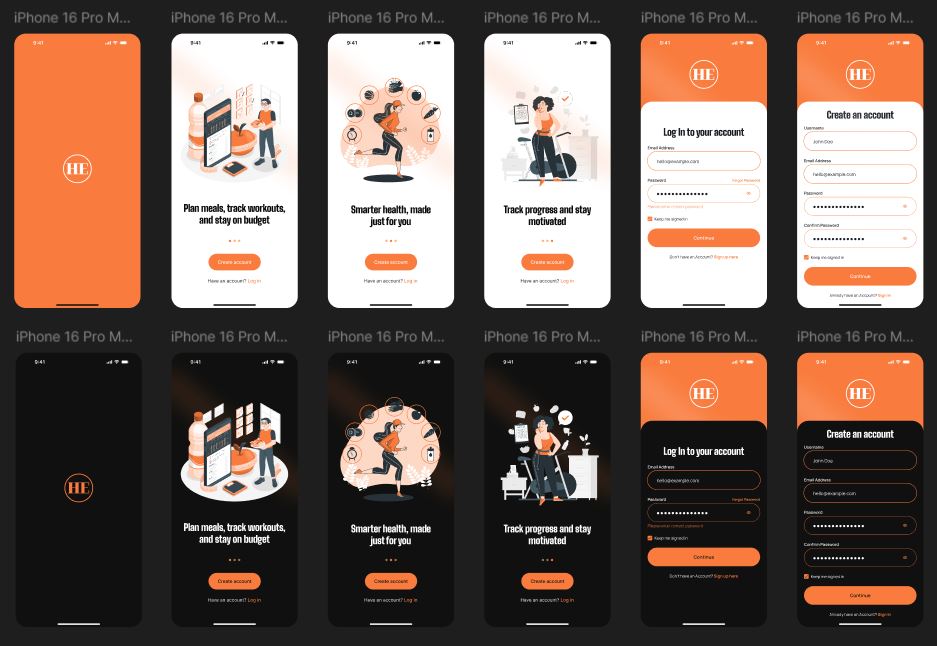 iPhone 16 Pro M...
iPhone 16 Pro M...
iPhone 16 Pro M...
iPhone 16 Pro M...
iPhone 16 Pro M...
iPhone 16 Pro M...
9:41
HE
9:41
Plan meals, track workouts,
and stay on budget
Create account
Have an account? Log in
9:41
Smarter health, made
just for you
Create account
Have an account? Log in
9:41
Track progress and stay
motivated
Create account
Have an account? Log in
9:41
HE
Log In to your account
Email Address
hello@example.com
Password
Forgot Password
Keep me signed in
Continue
Don't have an Account? Sign up here
9:41
HE
Create an account
Username
John Doe
Email Address
hello@example.com
Password
Confirm Password
Keep me signed in
Continue
Already have an Account? Sign in
iPhone 16 Pro M...
iPhone 16 Pro M...
iPhone 16 Pro M...
iPhone 16 Pro M...
iPhone 16 Pro M...
iPhone 16 Pro M...
9:41
HE
9:41
Plan meals, track workouts,
and stay on budget
Create account
Have an account? Log in
9:41
Smarter health, made
just for you
Create account
Have an account? Log in
9:41
Track progress and stay
motivated
Create account
Have an account? Log in
9:41
HE
Log In to your account
Email Address
hello@example.com
Password
Forgot Password
Keep me signed in
Continue
Don't have an Account? Sign up here
9:41
HE
Create an account
Username
John Doe
Email Address
hello@example.com
Password
Confirm Password
Keep me signed in
Continue
Already have an Account? Sign in